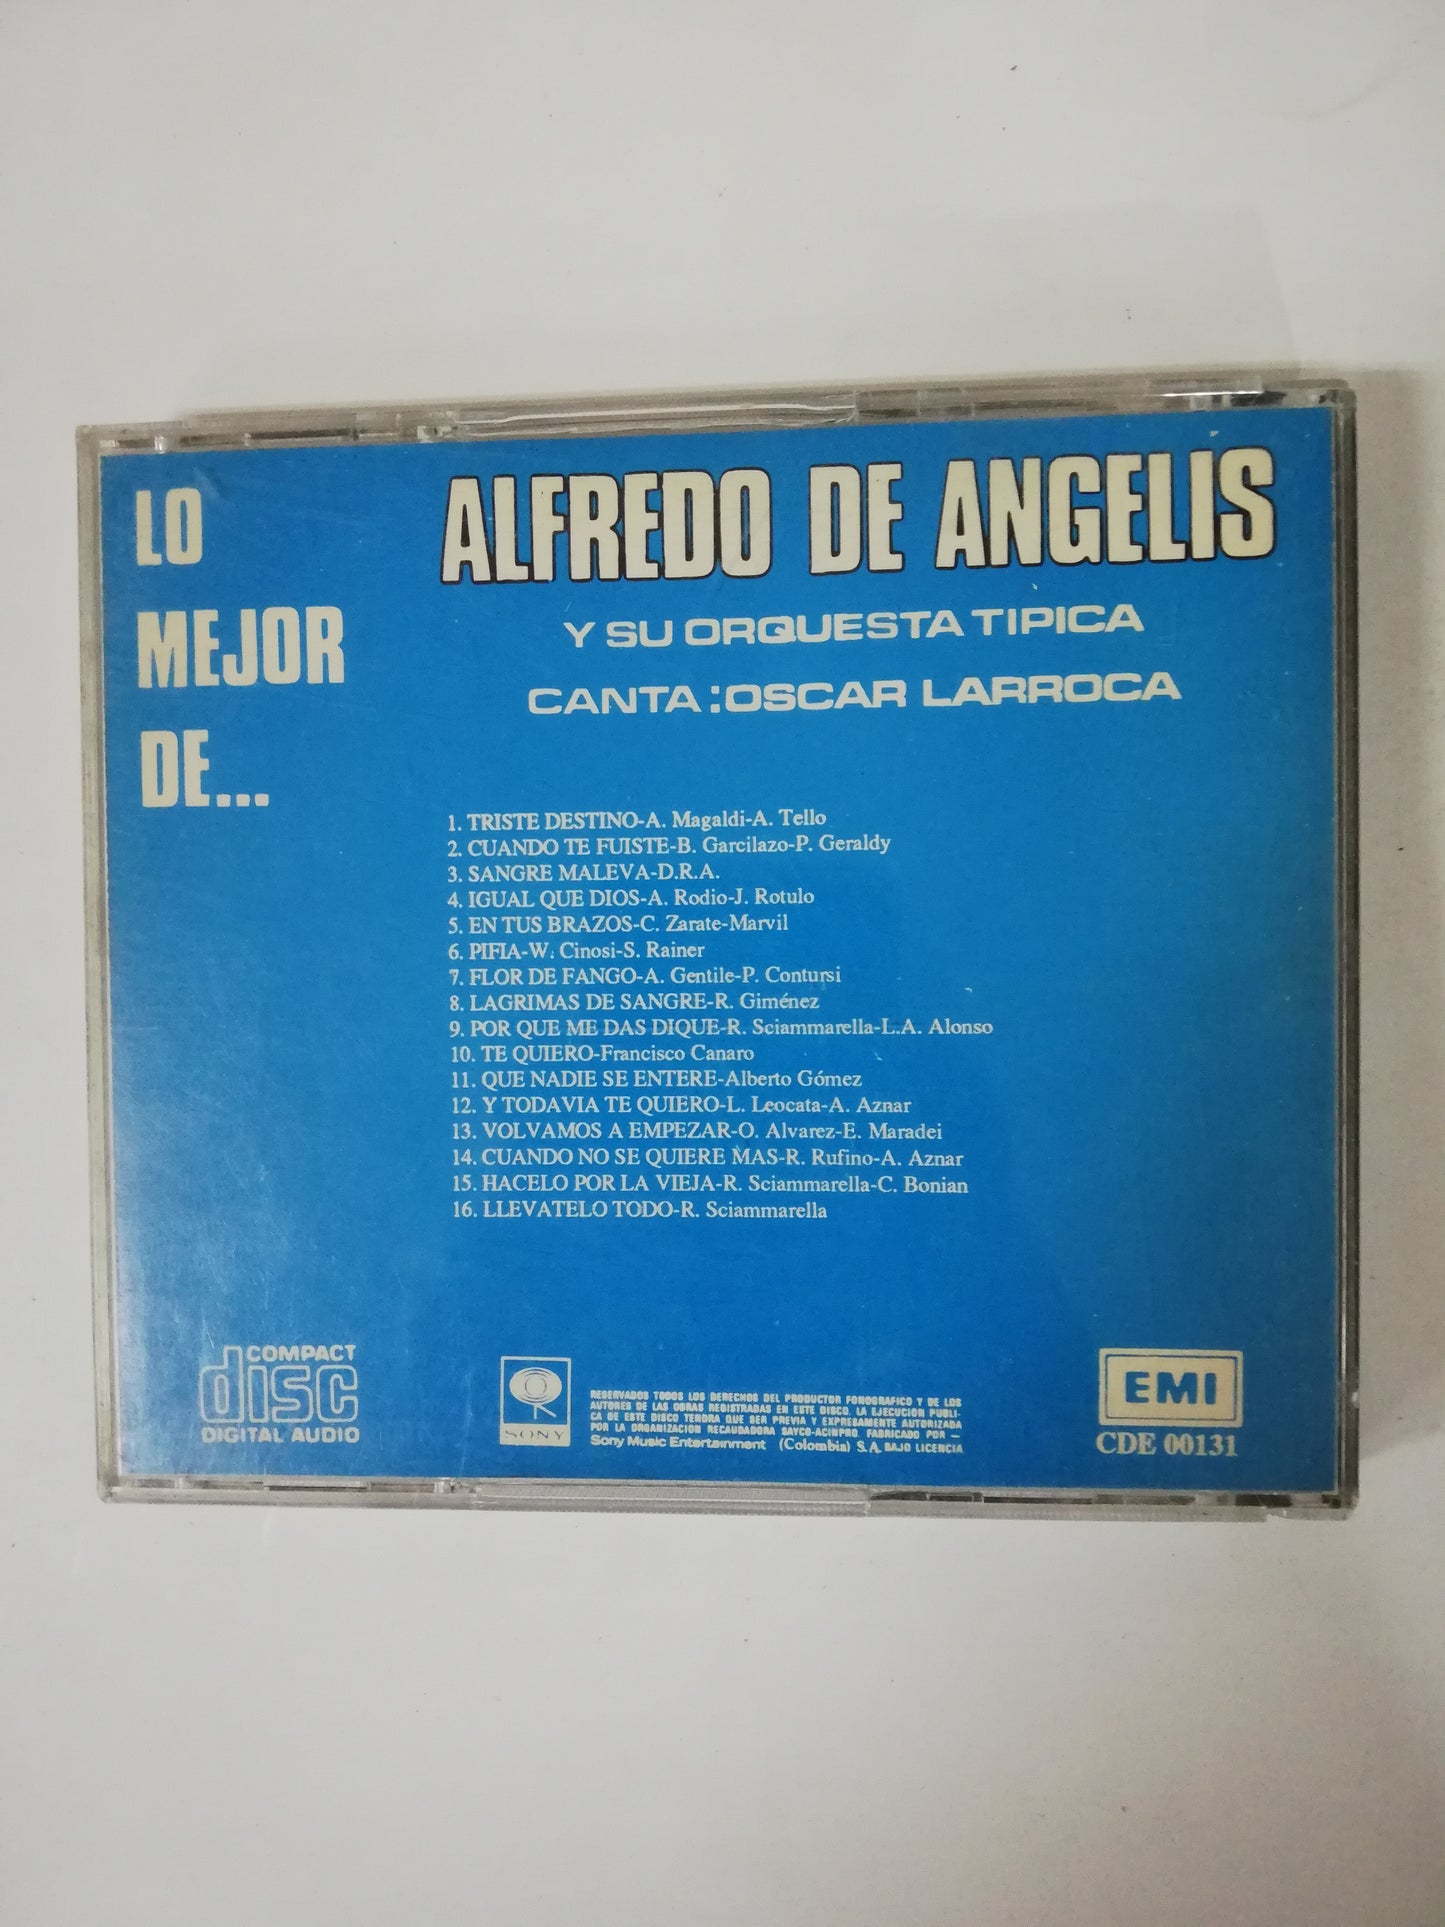 LO
MEJOR
DE...
ALFREDO DE ANGELIS
Y SU ORQUESTA TIPICA
CANTA:OSCAR LARROCA
1. TRISTE DESTINO-A. Magaldi-A. Tello
2. CUANDO TE FUISTE-B. Garcilazo-P. Geraldy
3. SANGRE MALEVA-D.R.A.
4. IGUAL QUE DIOS-A. Rodio-J. Rotulo
5. EN TUS BRAZOS-C. Zarate-Marvil
6. PIFIA-W. Cinosi-S. Rainer
7. FLOR DE FANGO-A. Gentile-P. Contursi
8. LAGRIMAS DE SANGRE-R. Giménez
9. POR QUE ME DAS DIQUE-R. Sciammarella-L.A. Alonso
10. TE QUIERO-Francisco Canaro
11. QUE NADIE SE ENTERE-Alberto Gómez
12. Y TODAVIA TE QUIERO-L. Leocata-A. Aznar
13. VOLVAMOS A EMPEZAR-O. Alvarez-E. Maradei
14. CUANDO NO SE QUIERE MAS-R. Rufino-A. Aznar
15. HACELO POR LA VIEJA-R. Sciammarella-C. Bonian
16. LLEVATELO TODO-R. Sciammarella
COMPACT
disc
DIGITAL AUDIO
SONY
RESERVADOS TODOS LOS DERECHOS DEL PRODUCTOR FONOGRAFICO Y DE LOS
AUTORES DE LAS OBRAS REGISTRADAS EN ESTE DISCO. LA EJECUCION PUBLI-
CA DE ESTE DISCO TENDRA QUE SER PREVIA Y EXPRESAMENTE AUTORIZADA
POR LA ORGANIZACION RECAUDADORA SAYCO-ACINPRO. FABRICADO POR —
Sony Music Entertainment (Colombia) S.A. BAJO LICENCIA
EMI
CDE 00131